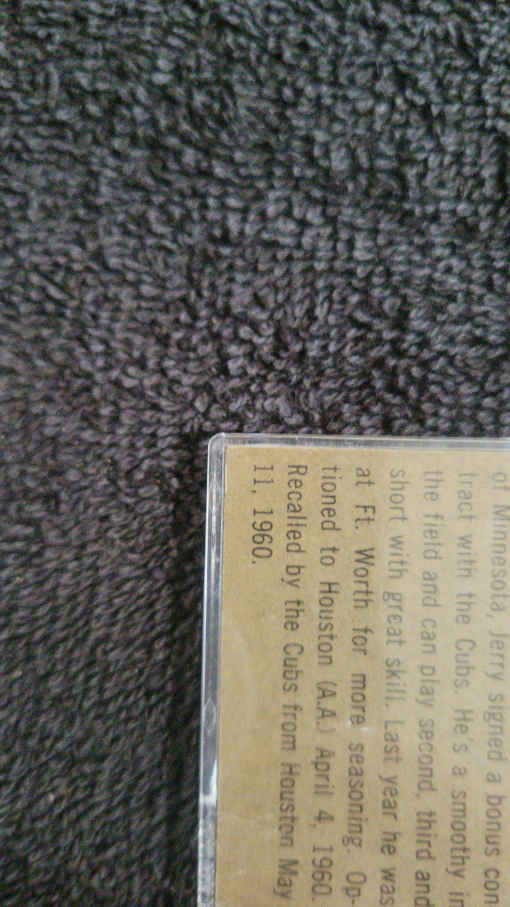 of Minnesota, Jerry signed a bonus con
tract with the Cubs. He's a smoothy in
the field and can play second, third and
short with great skill. Last year he was
at Ft. Worth for more seasoning. Op-
tioned to Houston (A.A.) April 4, 1960.
Recalled by the Cubs from Houston May
11, 1960.